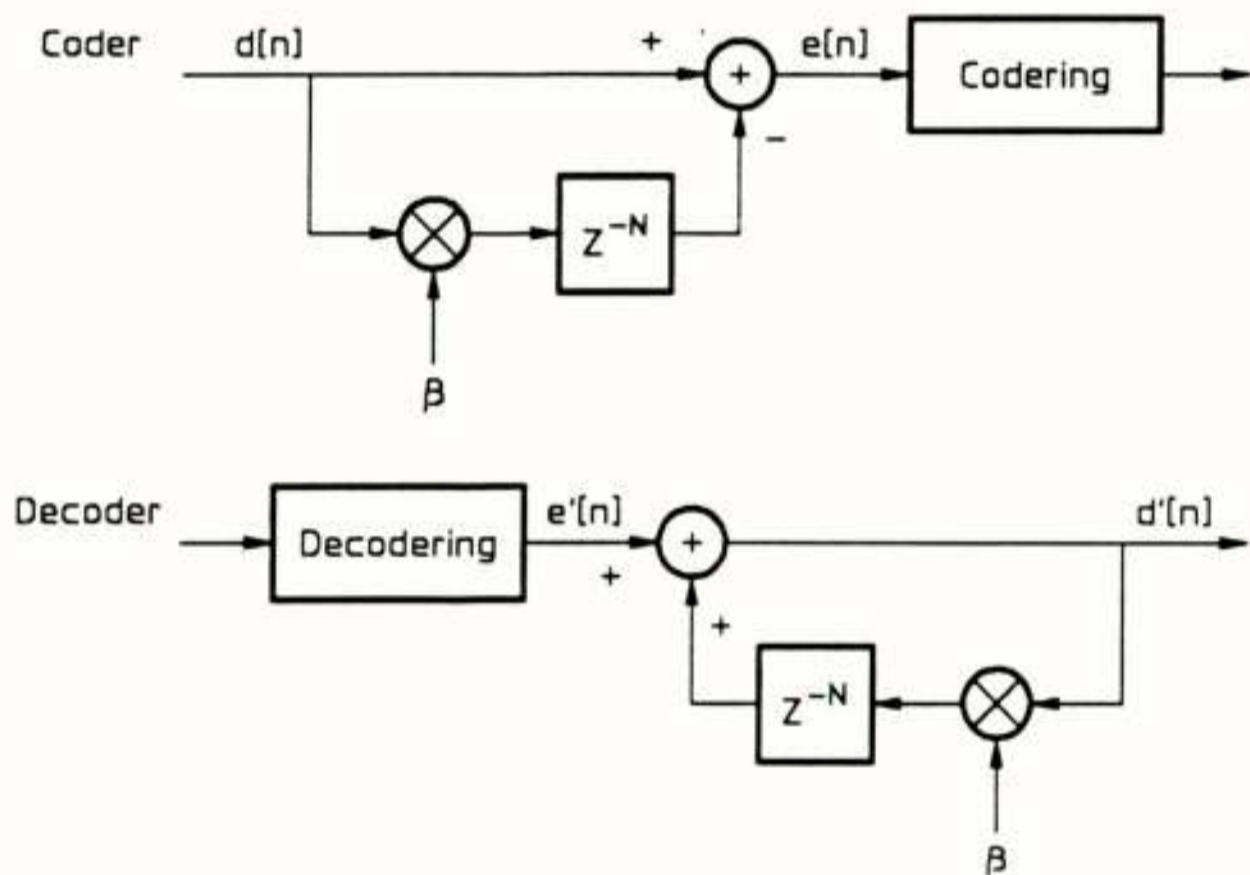 Coder
d[n]
+
+
e[n]
Codering
-
Z^-N
β
Decoder
Decodering
e'[n]
+
+
d'[n]
+
Z^-N
β